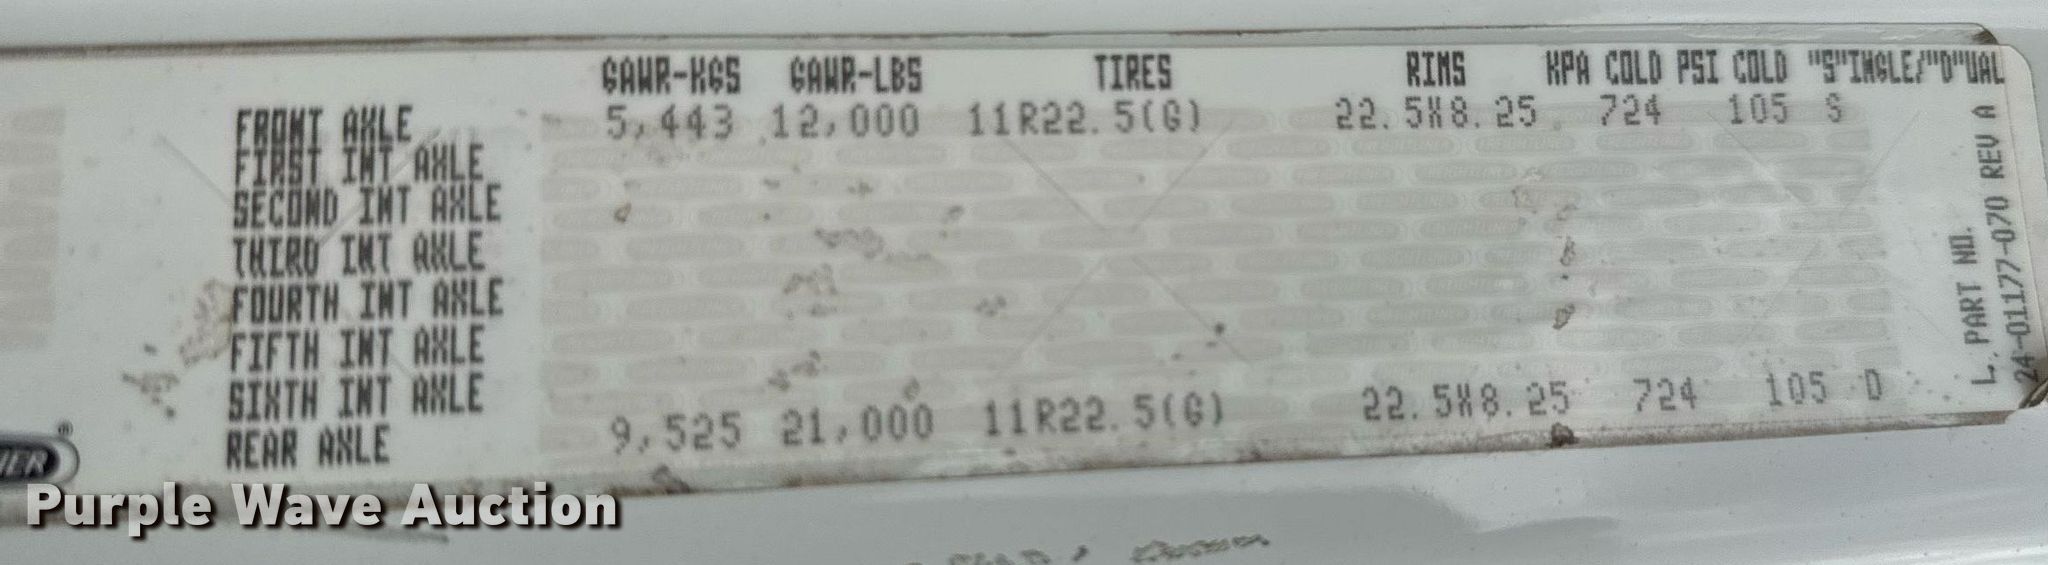 GAWR-KGS GAWR-LBS TIRES RIMS KPA COLD PSI COLD "S"INGLE/"D"UAL
FRONT AXLE 5,443 12,000 11R22.5(G) 22.5X8.25 724 105 S
FIRST INT AXLE
SECOND INT AXLE
THIRD INT AXLE
FOURTH INT AXLE
FIFTH INT AXLE
SIXTH INT AXLE
REAR AXLE 9,525 21,000 11R22.5(G) 22.5X8.25 724 105 D
L. PART NO.
24-01177-070 REV A
Purple Wave Auction